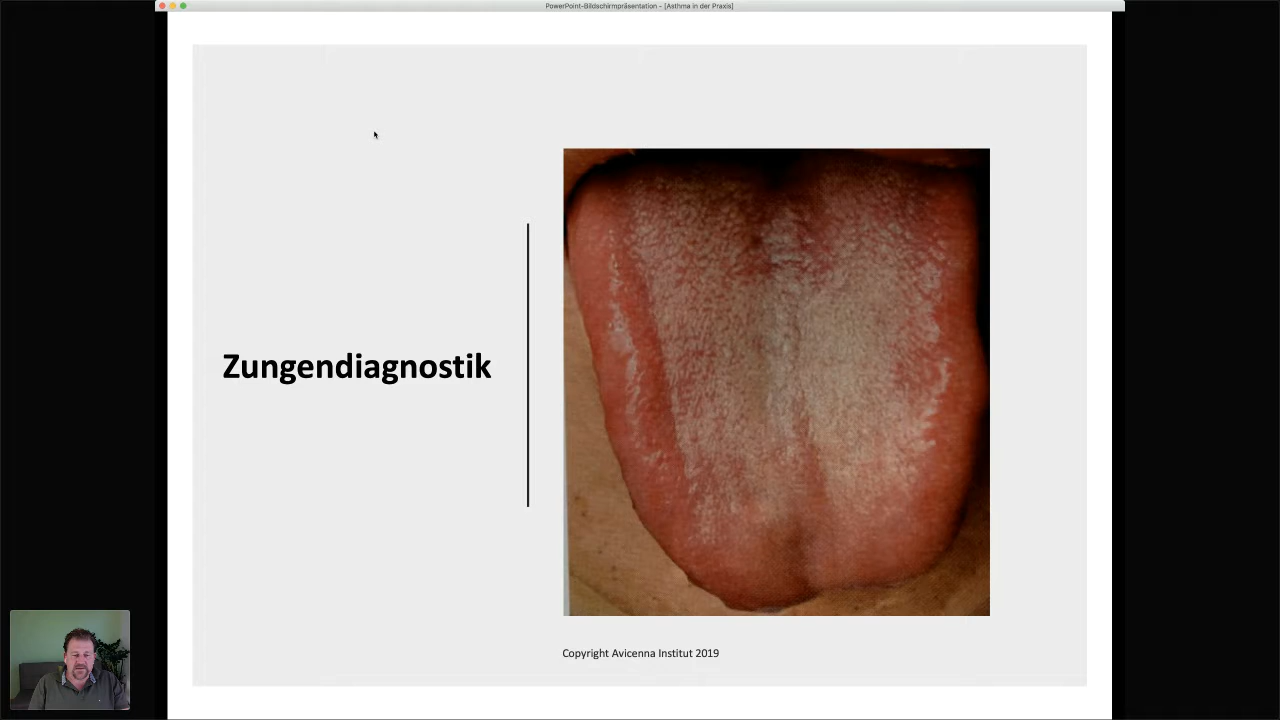 PowerPoint-Bildschirmpräsentation - [Asthma in der Praxis]
Zungendiagnostik
Copyright Avicenna Institut 2019